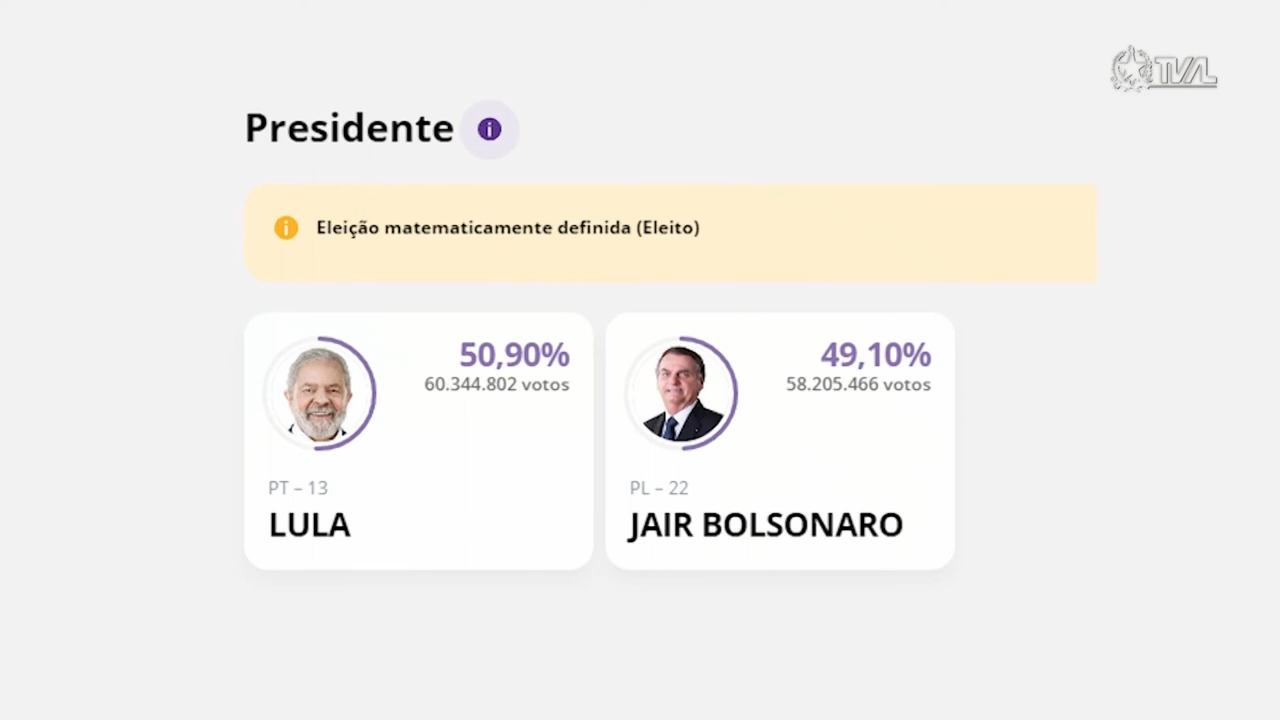 TVAL
Presidente
Eleição matematicamente definida (Eleito)
50,90%
60.344.802 votos
PT – 13
LULA
49,10%
58.205.466 votos
PL – 22
JAIR BOLSONARO